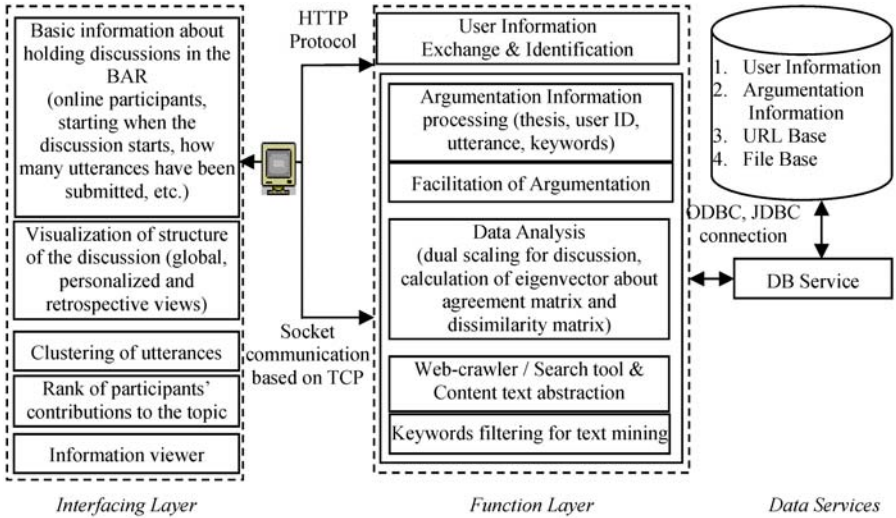 Basic information about
holding discussions in the
BAR
(online participants,
starting when the
discussion starts, how
many utterances have been
submitted, etc.)
Visualization of structure
of the discussion (global,
personalized and
retrospective views)
Clustering of utterances
Rank of participants'
contributions to the topic
Information viewer
Interfacing Layer
HTTP
Protocol
Socket
communication
based on TCP
User Information
Exchange & Identification
Argumentation Information
processing (thesis, user ID,
utterance, keywords)
Facilitation of Argumentation
Data Analysis
(dual scaling for discussion,
calculation of eigenvector about
agreement matrix and
dissimilarity matrix)
Web-crawler / Search tool &
Content text abstraction
Keywords filtering for text mining
Function Layer
1. User Information
2. Argumentation
Information
3. URL Base
4. File Base
ODBC, JDBC
connection
DB Service
Data Services